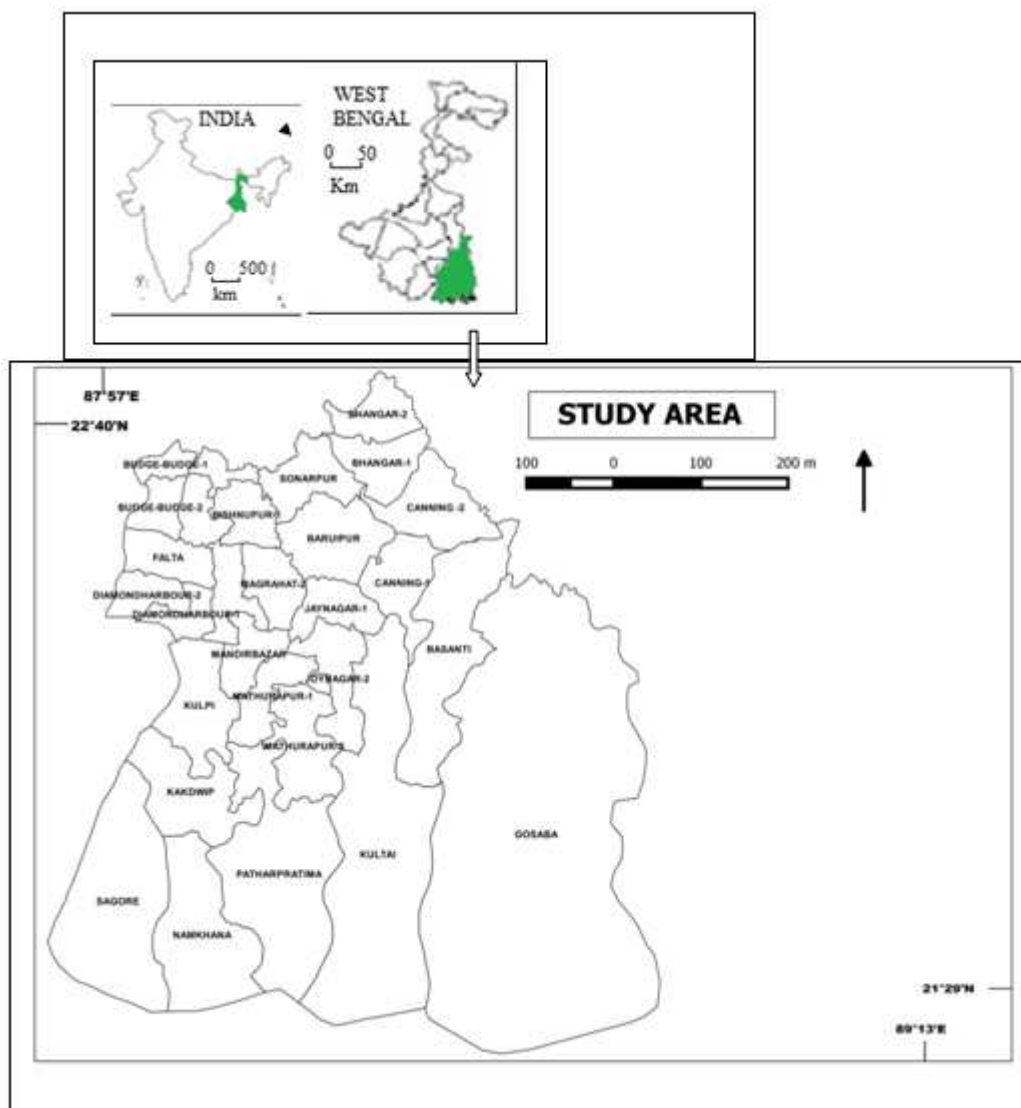 INDIA
0 500
km
WEST
BENGAL
0 50
Km
87°57'E
22°40'N
STUDY AREA
100 0 100 200 m
BHANGAR-2
BHANGAR-1
BUDGE-BUDGE-1
SONARPUR
BUDGE-BUDGE-2
BISHNUPUR-1
CANNING -2
BARUIPUR
FALTA
MAGRAHAT-2
CANNING-1
DIAMONDHARBOUR-2
DIAMONDHARBOUR-1
JAYNAGAR-1
BASANTI
MANDIRBAZAR
OYNAGAR-2
MATHURAPUR-1
KULPI
MATHURAPUR-2
KAKDWIP
GOSABA
KULTAI
PATHARPRATIMA
SAGORE
NAMKHANA
21°29'N
89°13'E